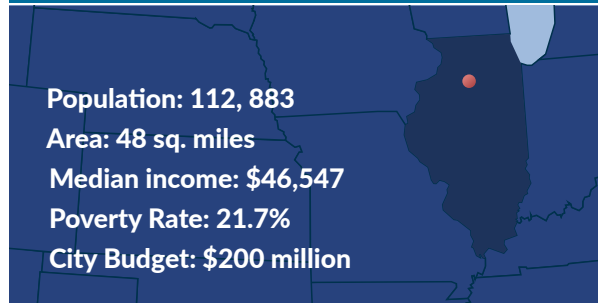 Population: 112, 883
Area: 48 sq. miles
Median income: $46,547
Poverty Rate: 21.7%
City Budget: $200 million